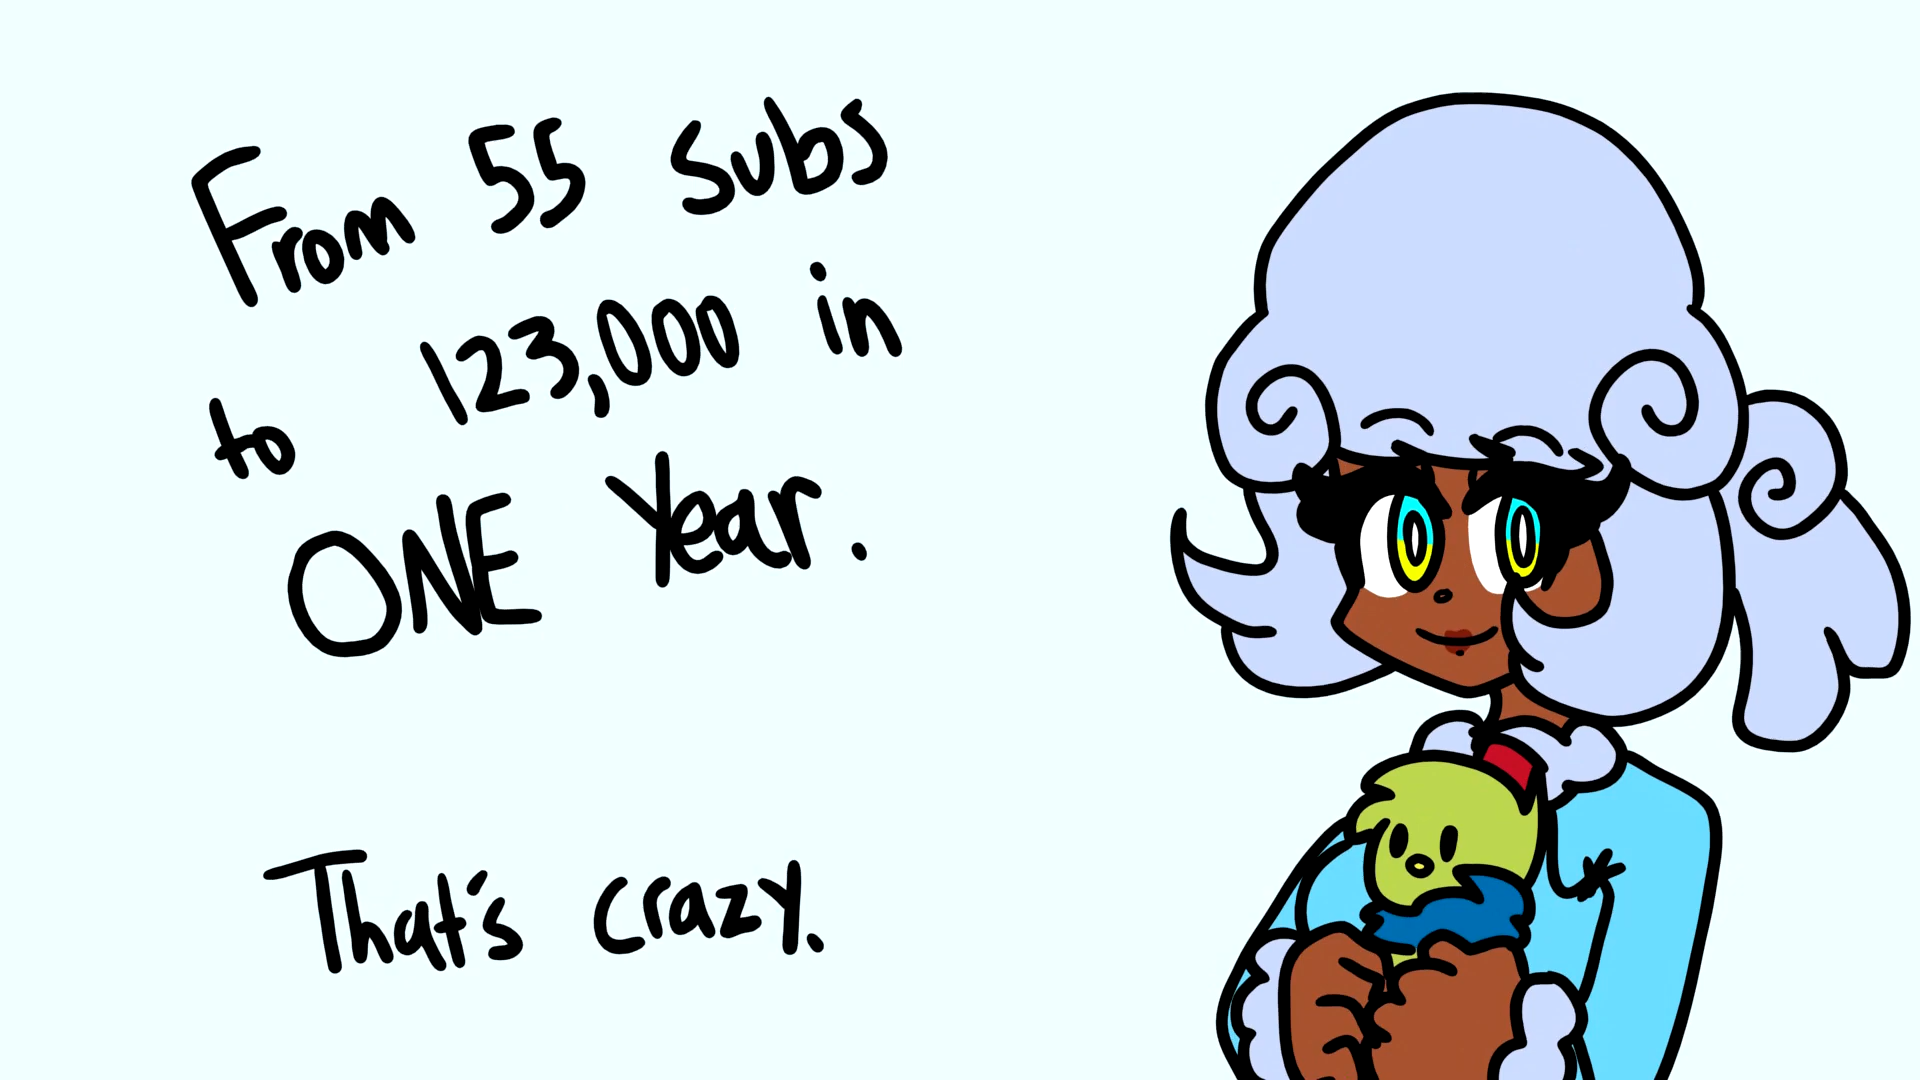 From 55 subs
to 123,000 in
ONE Year.
That's crazy.